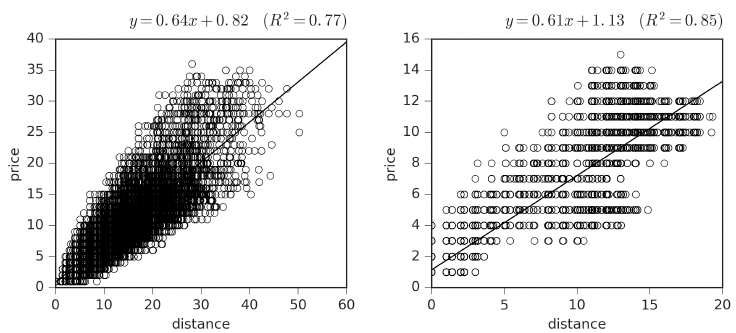 y = 0.64x + 0.82 (R² = 0.77)
40
35
30
25
20
15
10
5
0
price
0 10 20 30 40 50 60
distance
y = 0.61x + 1.13 (R² = 0.85)
16
14
12
10
8
6
4
2
0
price
0 5 10 15 20
distance